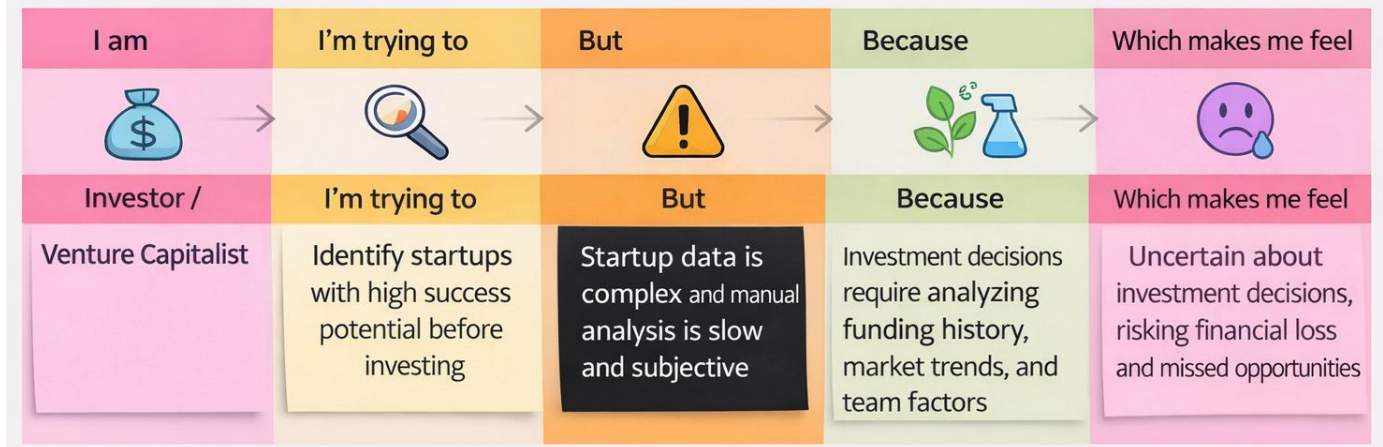 I am
I'm trying to
But
Because
Which makes me feel
$
!
Investor /
I'm trying to
But
Because
Which makes me feel
Venture Capitalist
Identify startups
with high success
potential before
investing
Startup data is
complex and manual
analysis is slow
and subjective
Investment decisions
require analyzing
funding history,
market trends, and
team factors
Uncertain about
investment decisions,
risking financial loss
and missed opportunities